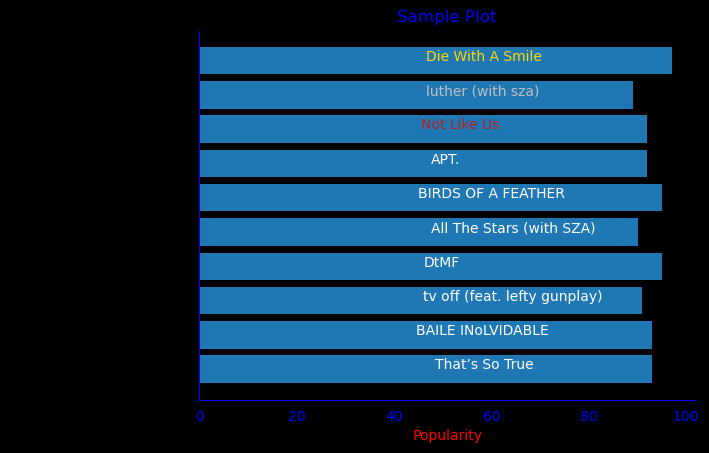 Sample Plot
Die With A Smile
luther (with sza)
Not Like Us
APT.
BIRDS OF A FEATHER
All The Stars (with SZA)
DtMF
tv off (feat. lefty gunplay)
BAILE INoLVIDABLE
That’s So True
0 20 40 60 80 100
Popularity